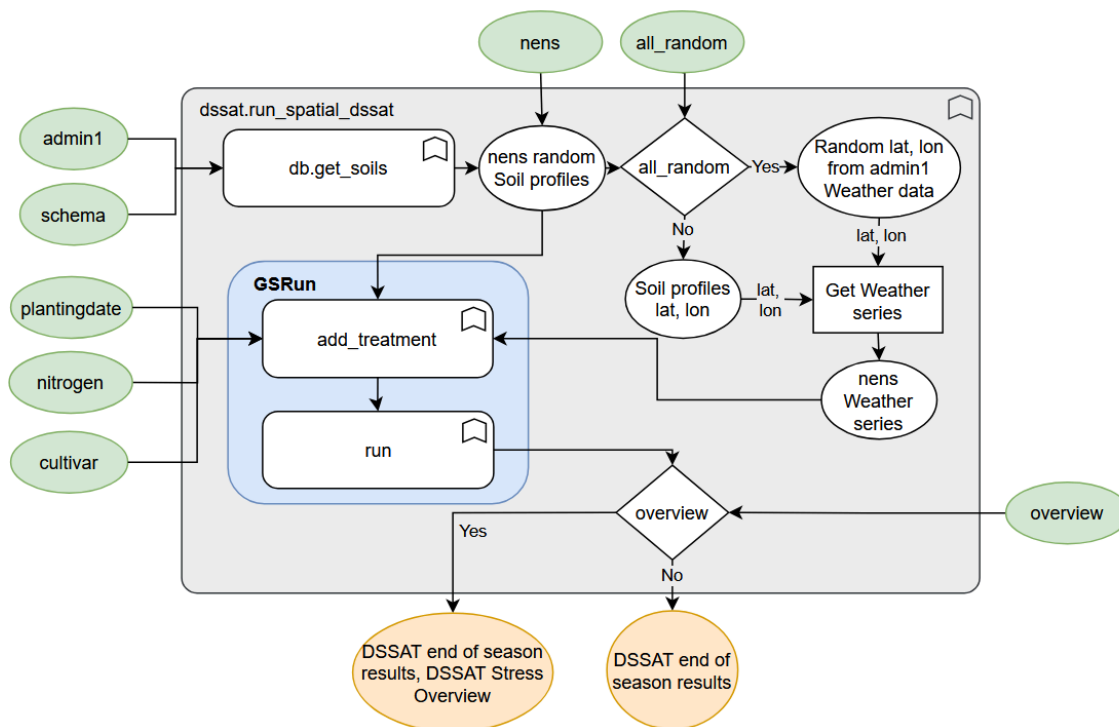 nens
all_random
dssat.run_spatial_dssat
admin1
schema
db.get_soils
nens random
Soil profiles
all_random
Yes
Random lat, lon
from admin1
Weather data
No
lat, lon
GSRun
Soil profiles
lat, lon
lat,
lon
Get Weather
series
plantingdate
nitrogen
cultivar
add_treatment
nens
Weather
series
run
overview
overview
Yes
No
DSSAT end of season
results, DSSAT Stress
Overview
DSSAT end of
season results